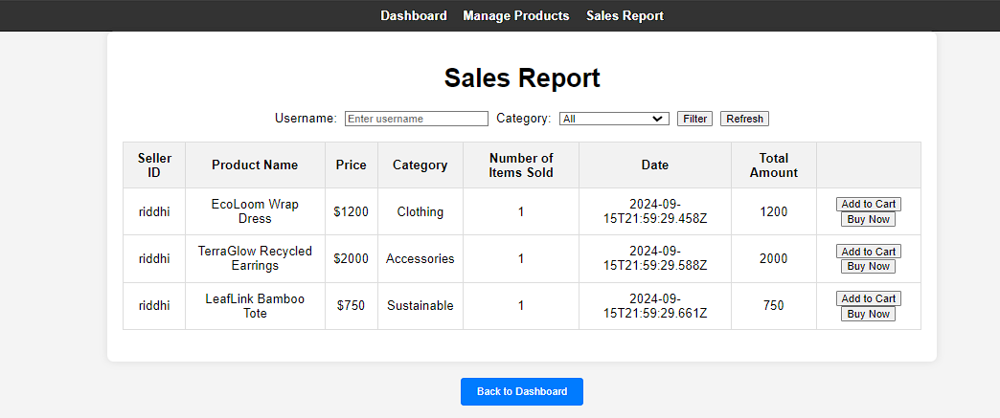 Dashboard Manage Products Sales Report
Sales Report
Username: Enter username Category: All Filter Refresh
Seller ID Product Name Price Category Number of Items Sold Date Total Amount
riddhi EcoLoom Wrap Dress $1200 Clothing 1 2024-09-15T21:59:29.458Z 1200 Add to Cart Buy Now
riddhi TerraGlow Recycled Earrings $2000 Accessories 1 2024-09-15T21:59:29.588Z 2000 Add to Cart Buy Now
riddhi LeafLink Bamboo Tote $750 Sustainable 1 2024-09-15T21:59:29.661Z 750 Add to Cart Buy Now
Back to Dashboard